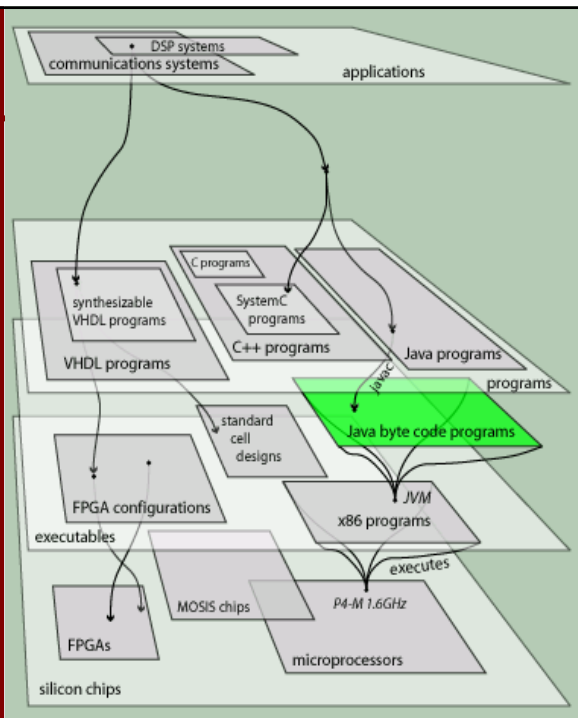 DSP systems
communications systems
applications
C programs
synthesizable
VHDL programs
SystemC
programs
C++ programs
Java programs
VHDL programs
javac
programs
standard
cell
designs
Java byte code programs
FPGA configurations
JVM
x86 programs
executables
executes
MOSIS chips
P4-M 1.6GHz
FPGAs
microprocessors
silicon chips